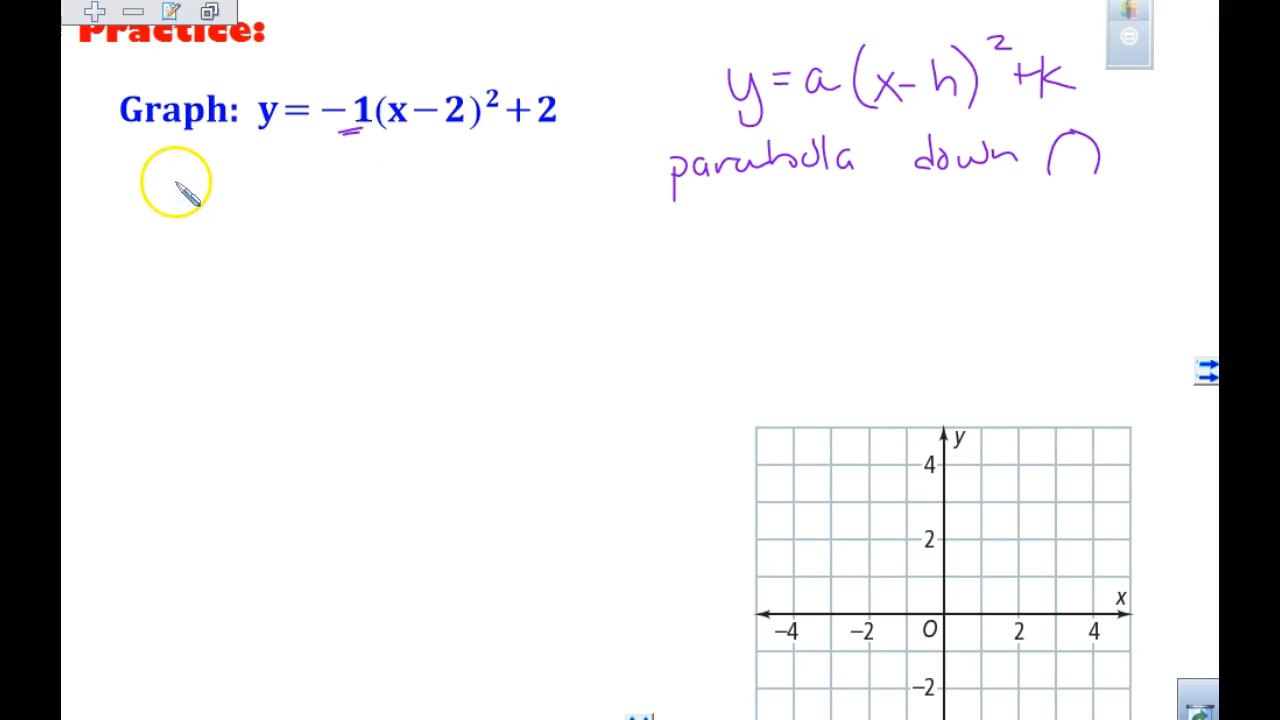 Practice:
Graph: y = −1(x − 2)² + 2
y = a(x-h)² + k
parabola down
y
4
2
x
−4 −2 O 2 4
−2